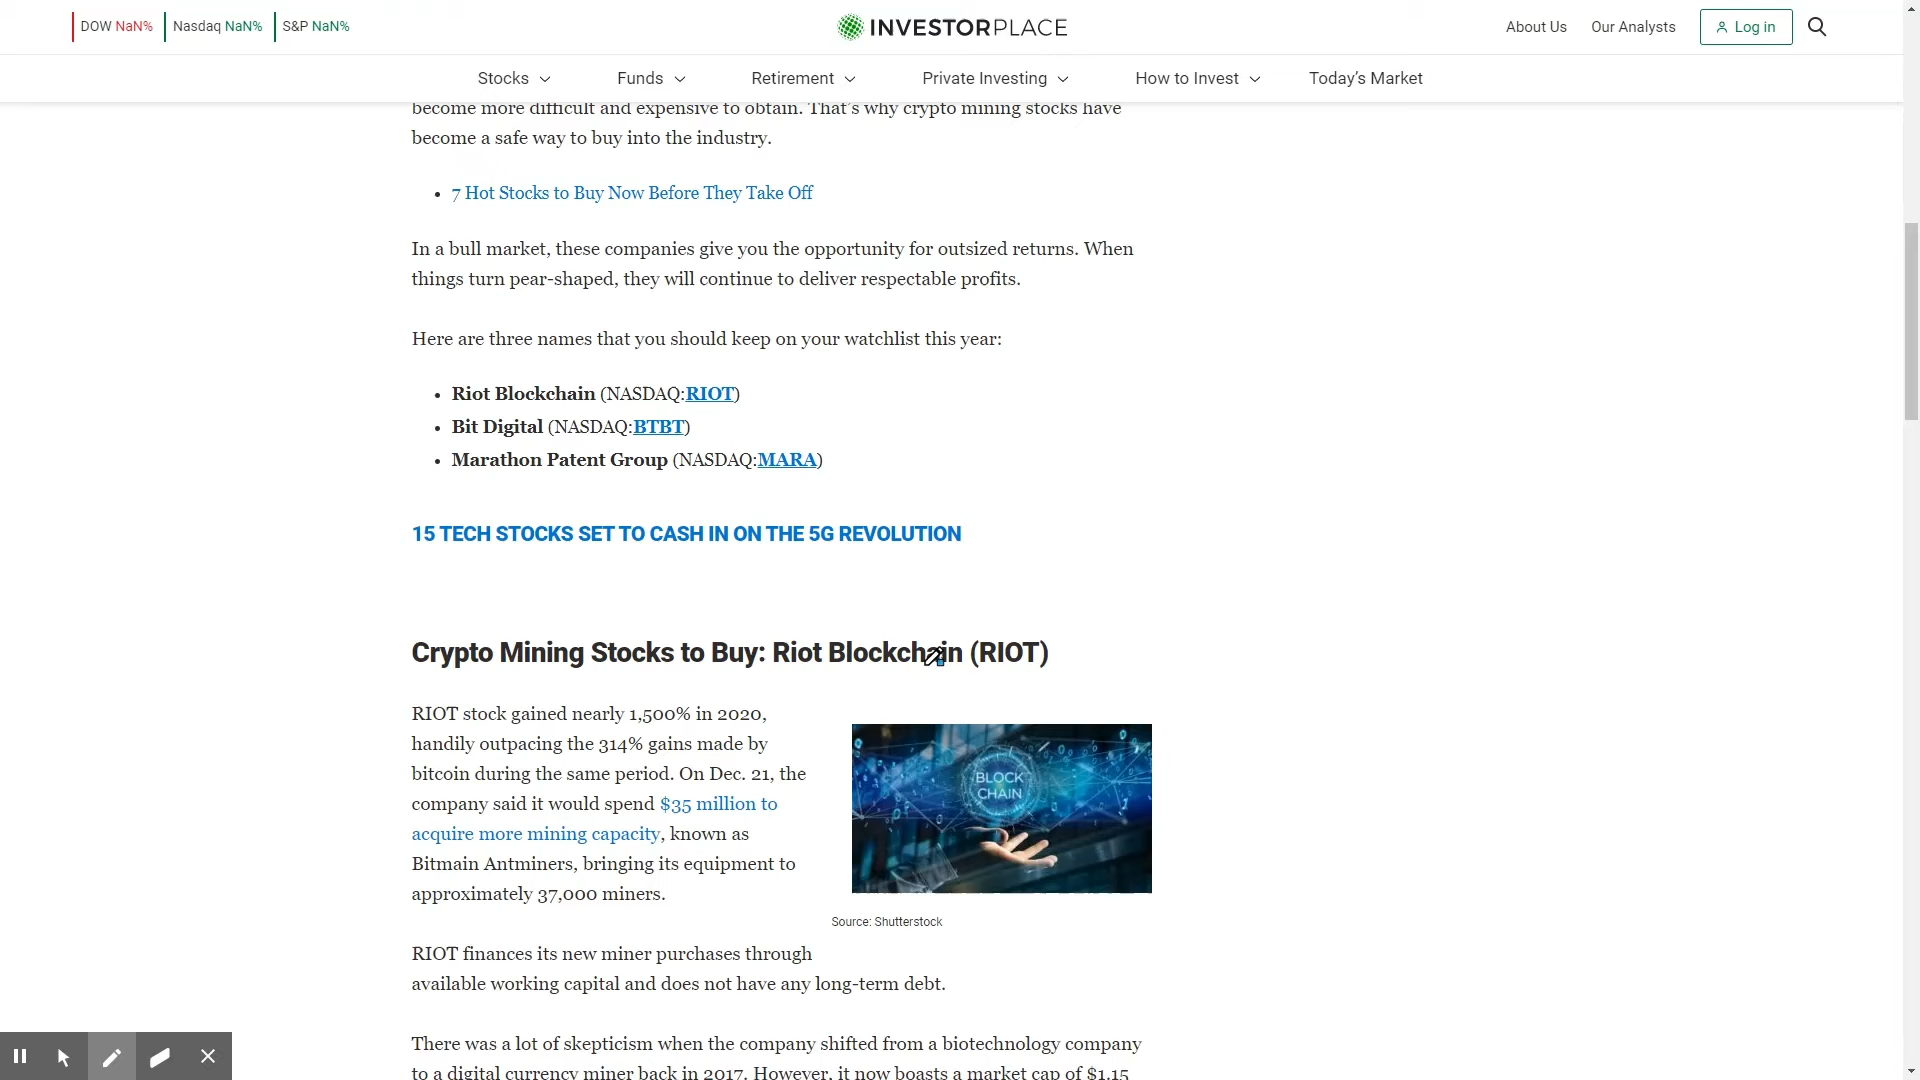 DOW NaN% Nasdaq NaN% S&P NaN%
INVESTORPLACE
About Us Our Analysts Log in
Stocks Funds Retirement Private Investing How to Invest Today's Market
become more difficult and expensive to obtain. That's why crypto mining stocks have
become a safe way to buy into the industry.
• 7 Hot Stocks to Buy Now Before They Take Off
In a bull market, these companies give you the opportunity for outsized returns. When
things turn pear-shaped, they will continue to deliver respectable profits.
Here are three names that you should keep on your watchlist this year:
• Riot Blockchain (NASDAQ:RIOT)
• Bit Digital (NASDAQ:BTBT)
• Marathon Patent Group (NASDAQ:MARA)
15 TECH STOCKS SET TO CASH IN ON THE 5G REVOLUTION
Crypto Mining Stocks to Buy: Riot Blockchain (RIOT)
RIOT stock gained nearly 1,500% in 2020,
handily outpacing the 314% gains made by
bitcoin during the same period. On Dec. 21, the
company said it would spend $35 million to
acquire more mining capacity, known as
Bitmain Antminers, bringing its equipment to
approximately 37,000 miners.
BLOCK
CHAIN
Source: Shutterstock
RIOT finances its new miner purchases through
available working capital and does not have any long-term debt.
There was a lot of skepticism when the company shifted from a biotechnology company
to a digital currency miner back in 2017. However, it now boasts a market cap of $1.15